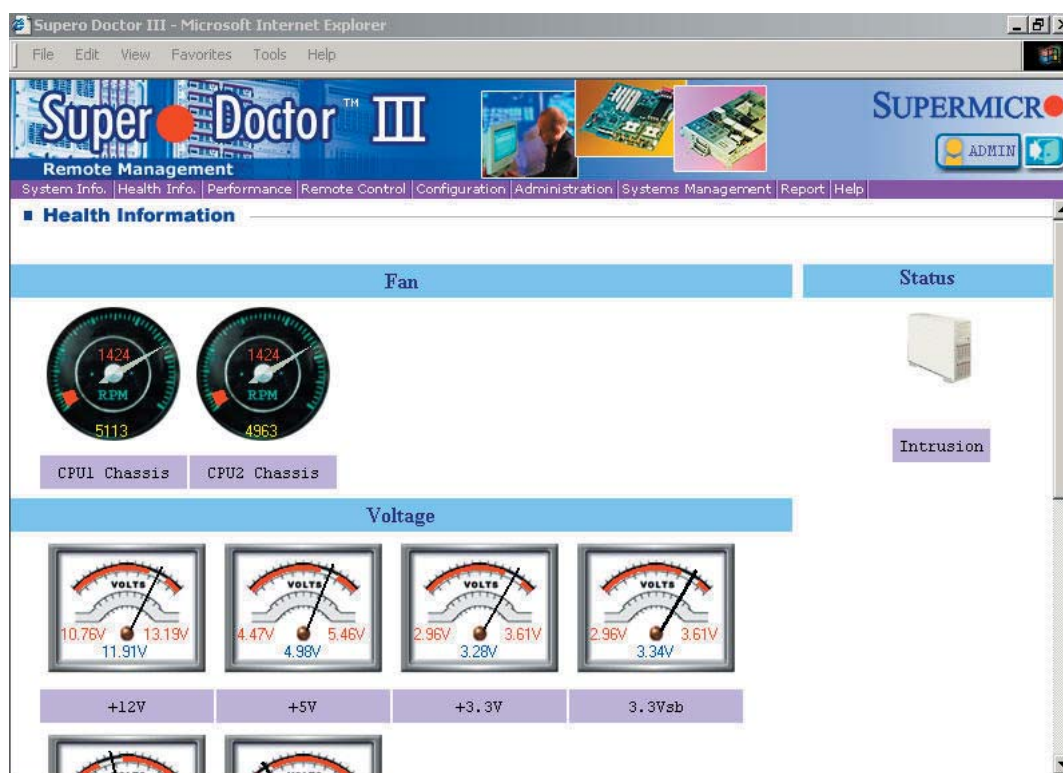 Supero Doctor III - Microsoft Internet Explorer
File Edit View Favorites Tools Help
Super Doctor™ III
SUPERMICR
Remote Management
ADMIN
System Info. Health Info. Performance Remote Control Configuration Administration Systems Management Report Help
Health Information
Fan
Status
1424
RPM
5113
CPU1 Chassis
1424
RPM
4963
CPU2 Chassis
Intrusion
Voltage
VOLTS
10.76V 13.19V
11.91V
+12V
VOLTS
4.47V 5.46V
4.98V
+5V
VOLTS
2.96V 3.61V
3.28V
+3.3V
VOLTS
2.96V 3.61V
3.34V
3.3Vsb